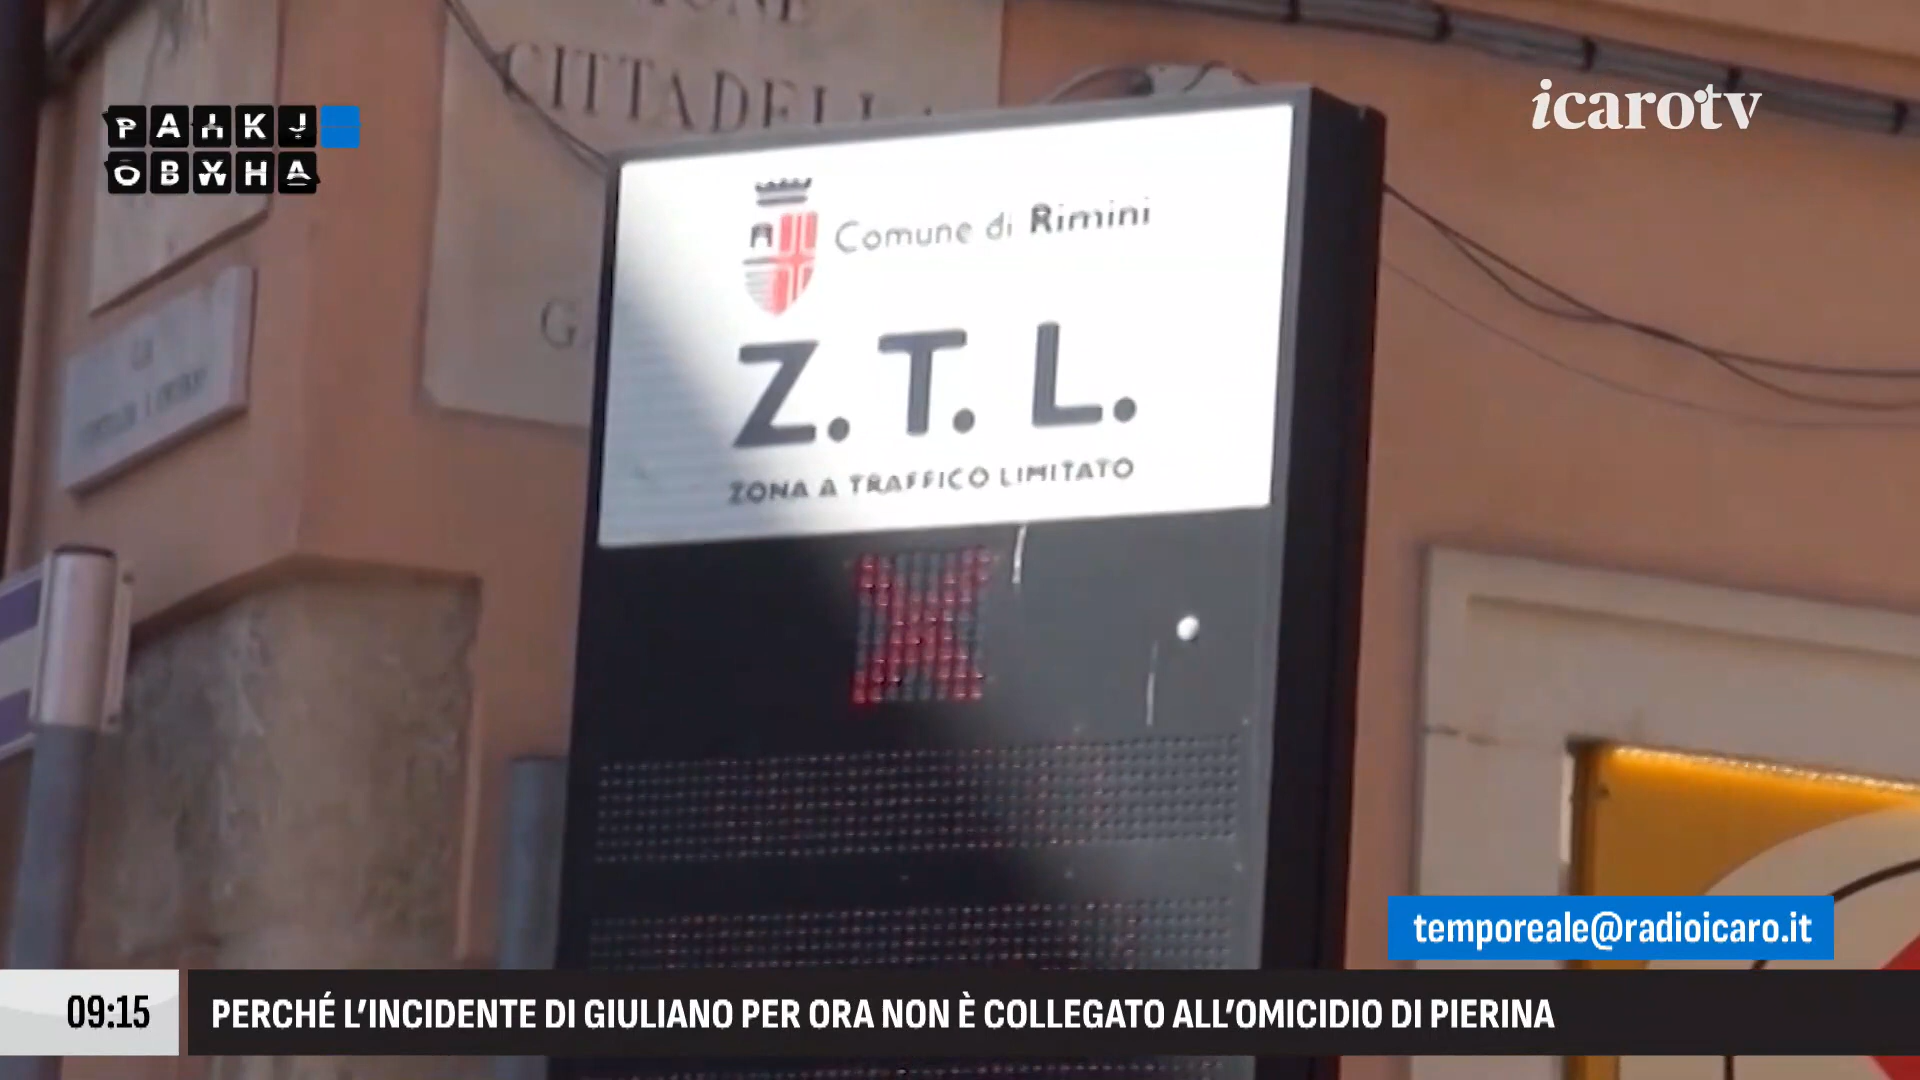 icarotv
CITTADELLA
Comune di Rimini
Z. T. L.
ZONA A TRAFFICO LIMITATO
temporeale@radioicaro.it
09:15
PERCHÉ L'INCIDENTE DI GIULIANO PER ORA NON È COLLEGATO ALL'OMICIDIO DI PIERINA